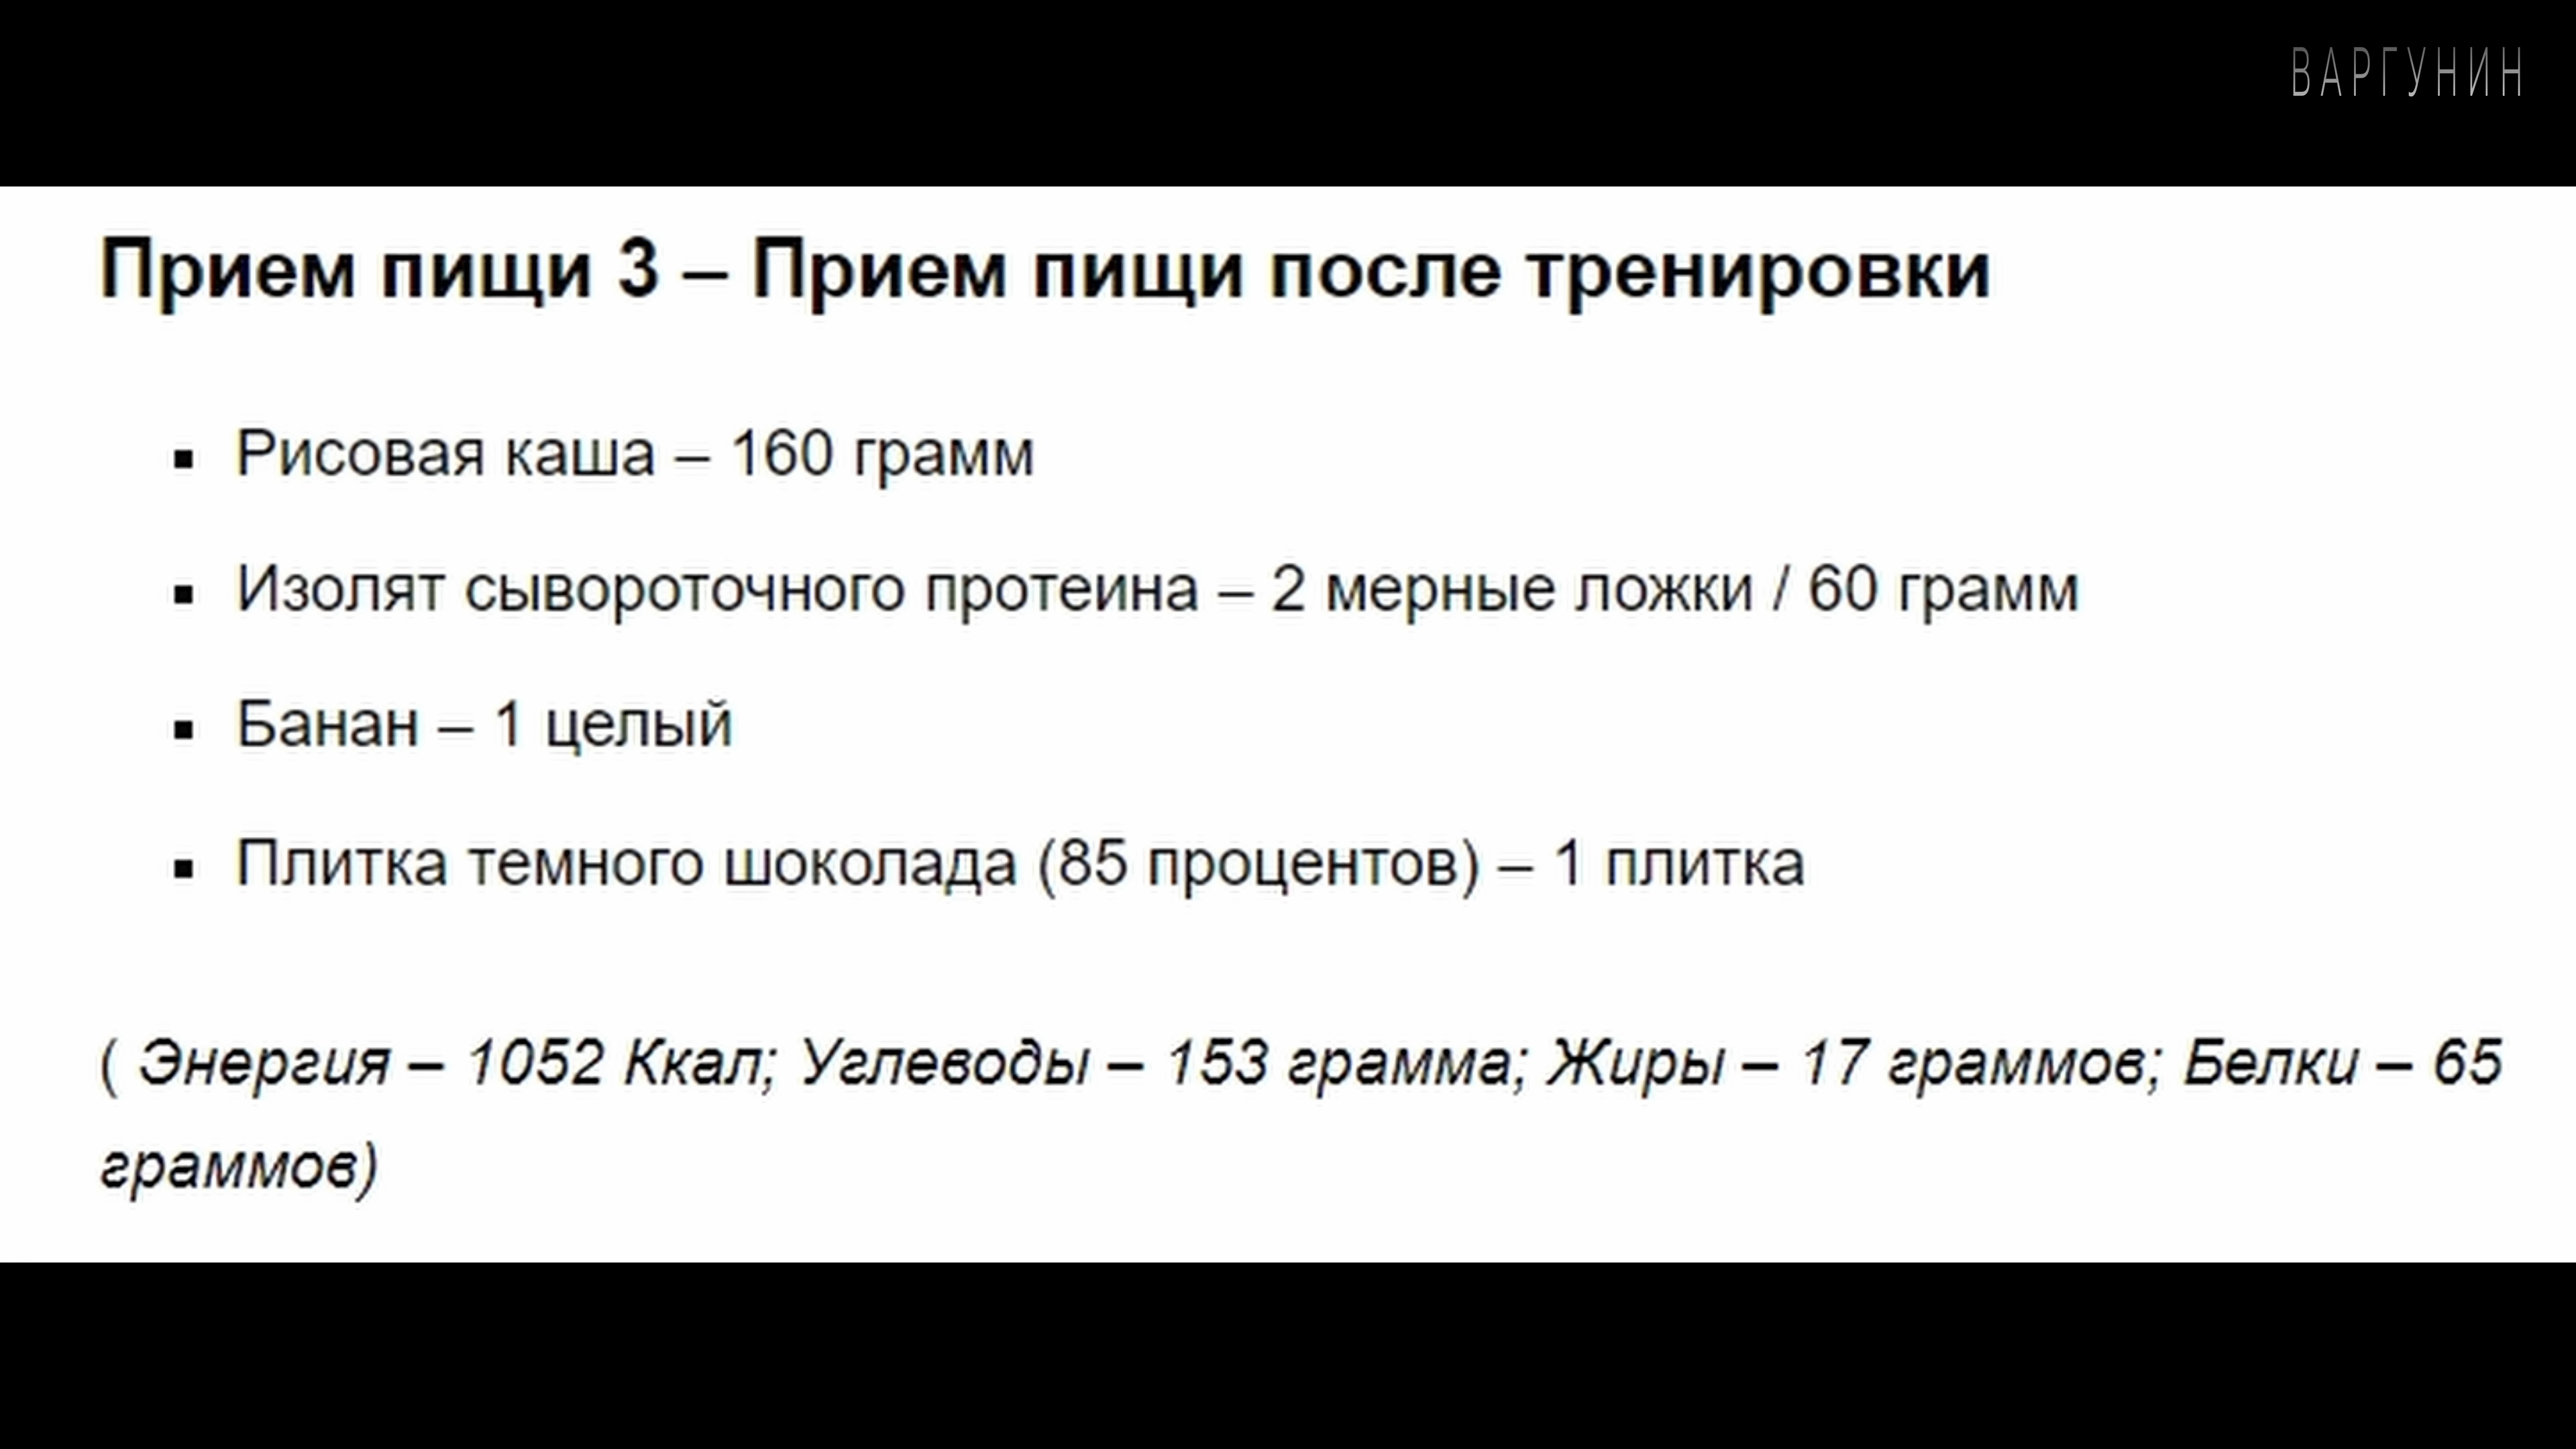 ВАРГУНИН
Прием пищи 3 – Прием пищи после тренировки
▪ Рисовая каша – 160 грамм
▪ Изолят сывороточного протеина – 2 мерные ложки / 60 грамм
▪ Банан – 1 целый
▪ Плитка темного шоколада (85 процентов) – 1 плитка
( Энергия – 1052 Ккал; Углеводы – 153 грамма; Жиры – 17 граммов; Белки – 65
граммов)